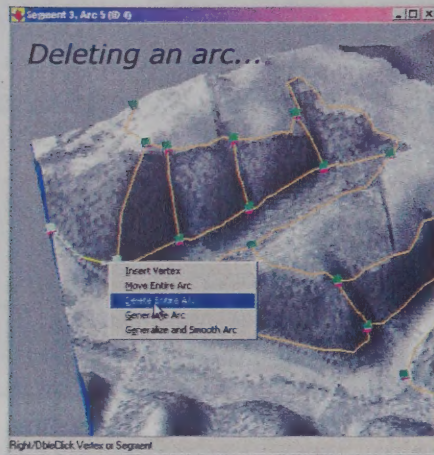 Segment 3, Arc 5 (ID 4)
Deleting an arc...
Insert Vertex
Move Entire Arc
Delete Entire Arc
Generalize Arc
Generalize and Smooth Arc
Right/DbleClick Vertex or Segment